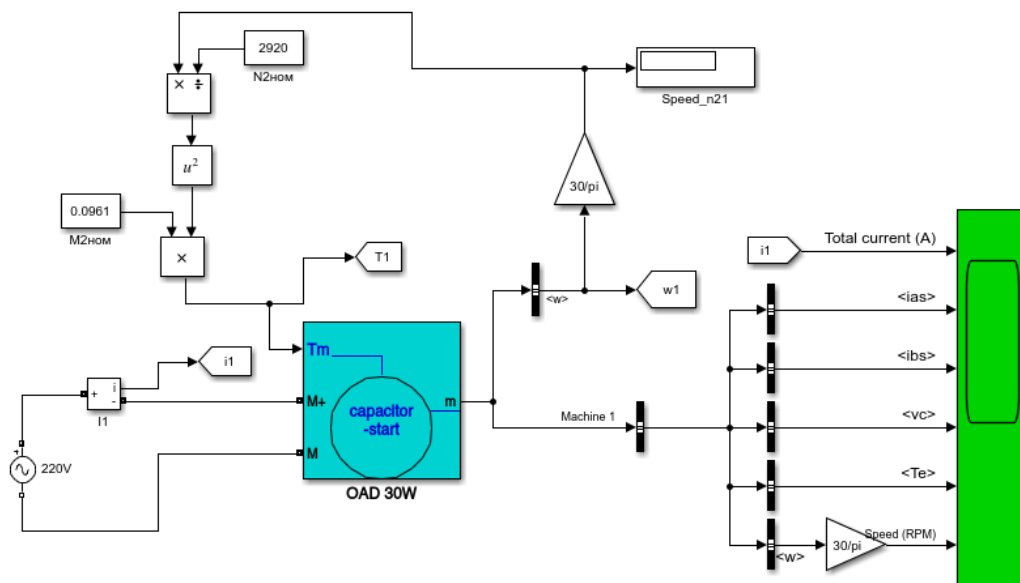 2920
N2ном
× ÷
u²
0.0961
M2ном
×
T1
i1
+
i
-
I1
220V
Tm
M+
M
m
capacitor
-start
OAD 30W
Speed_n21
30/pi
<w>
w1
Machine 1
i1
Total current (A)
<ias>
<ibs>
<vc>
<Te>
<w>
30/pi
Speed (RPM)